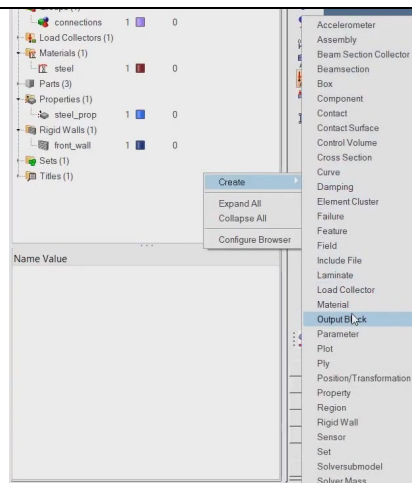 connections 1 0
Load Collectors (1)
Materials (1)
steel 1 0
Parts (3)
Properties (1)
steel_prop 1 0
Rigid Walls (1)
front_wall 1 0
Sets (1)
Titles (1)
Create
Expand All
Collapse All
Configure Browser
Name Value
Accelerometer
Assembly
Beam Section Collector
Beamsection
Box
Component
Contact
Contact Surface
Control Volume
Cross Section
Curve
Damping
Element Cluster
Failure
Feature
Field
Include File
Laminate
Load Collector
Material
Output Block
Parameter
Plot
Ply
Position/Transformation
Property
Region
Rigid Wall
Sensor
Set
Solversubmodel
Solver Mass